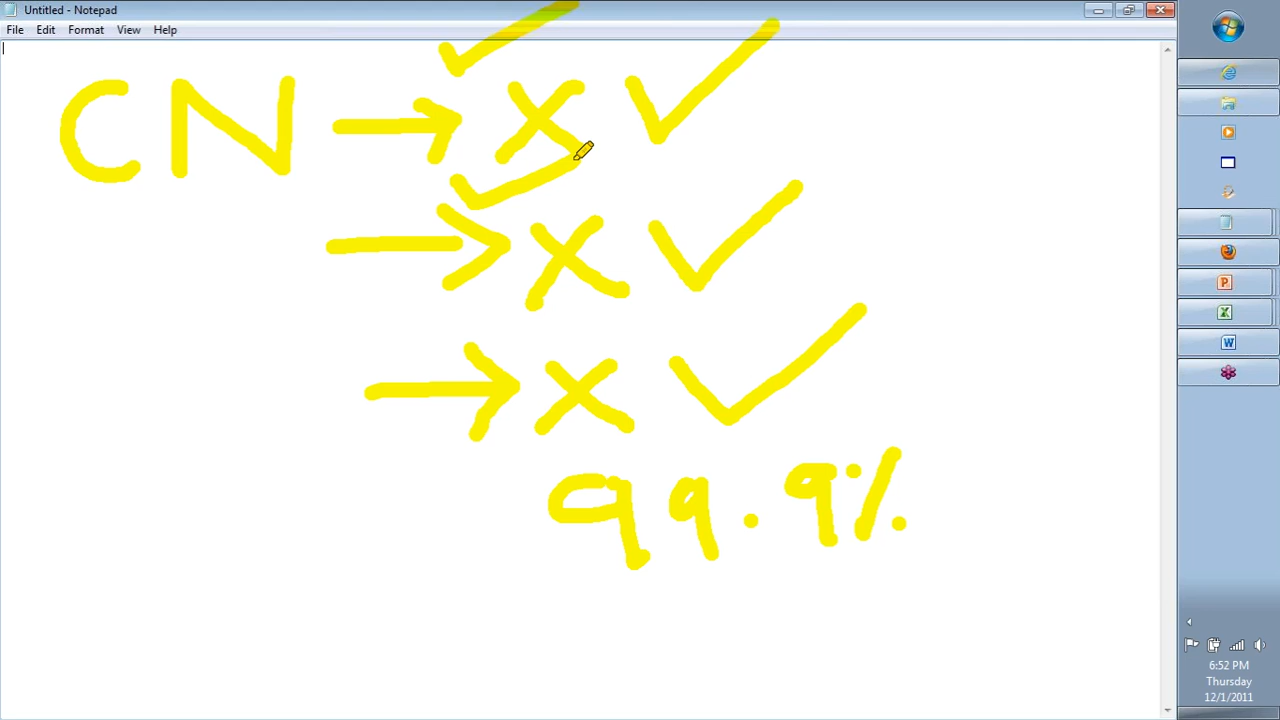 Untitled - Notepad
File Edit Format View Help
CN → X ✓
→ X ✓
→ X ✓
99.9%
6:52 PM
Thursday
12/1/2011